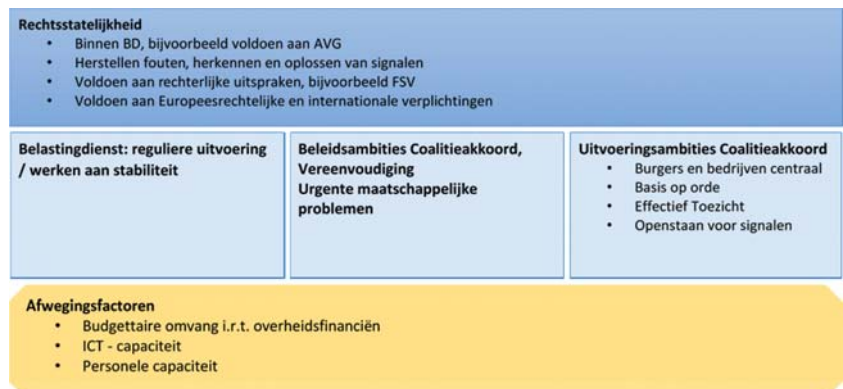 Rechtsstatelijkheid
• Binnen BD, bijvoorbeeld voldoen aan AVG
• Herstellen fouten, herkennen en oplossen van signalen
• Voldoen aan rechterlijke uitspraken, bijvoorbeeld FSV
• Voldoen aan Europeesrechtelijke en internationale verplichtingen
Belastingdienst: reguliere uitvoering
/ werken aan stabiliteit
Beleidsambities Coalitieakkoord,
Vereenvoudiging
Urgente maatschappelijke
problemen
Uitvoeringsambities Coalitieakkoord
• Burgers en bedrijven centraal
• Basis op orde
• Effectief Toezicht
• Openstaan voor signalen
Afwegingsfactoren
• Budgettaire omvang i.r.t. overheidsfinanciën
• ICT - capaciteit
• Personele capaciteit